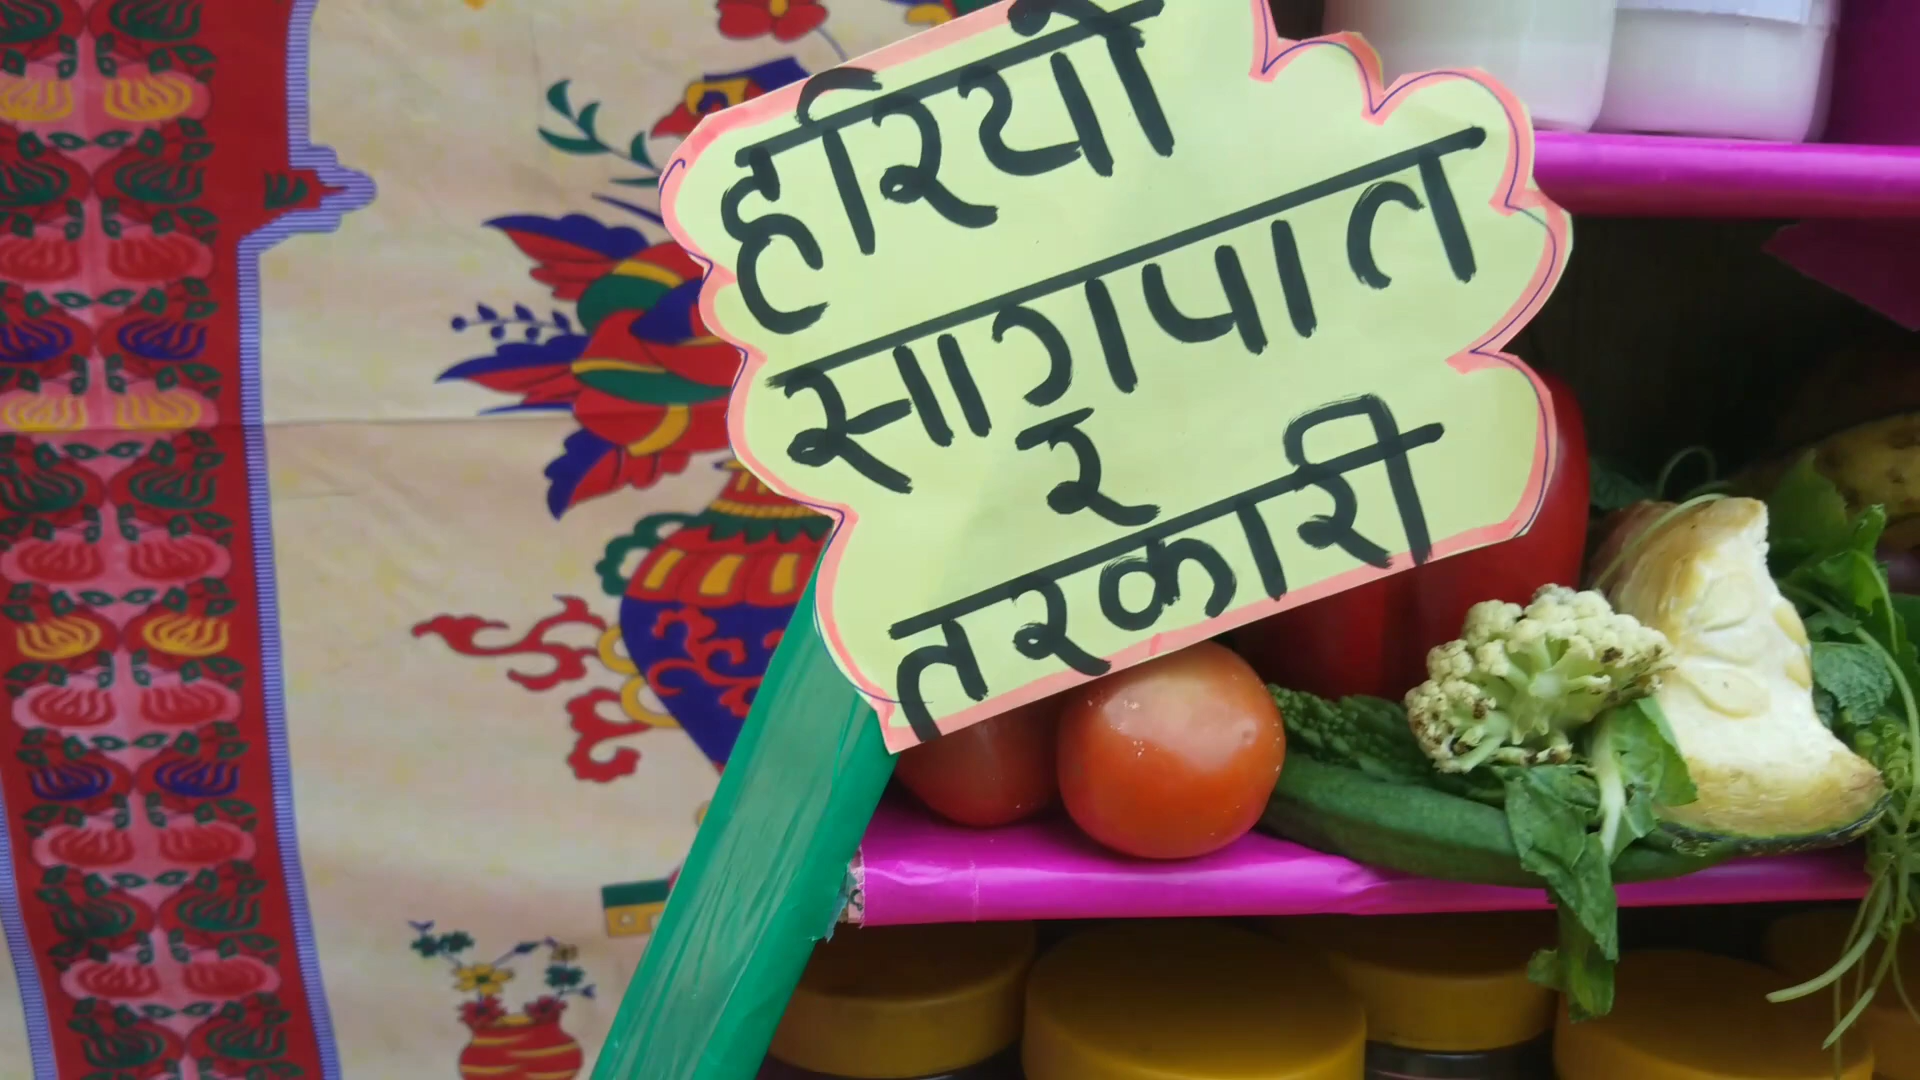 हरियो
सागपात
र
तरकारी